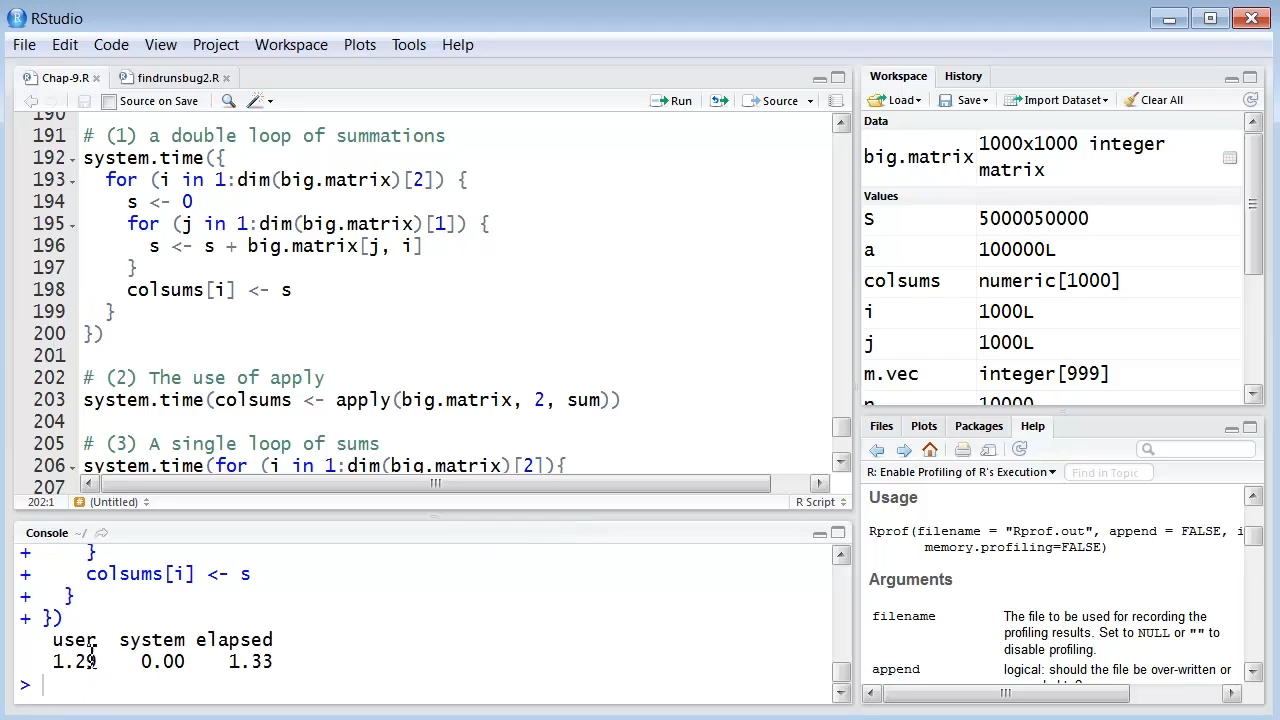 RStudio
File Edit Code View Project Workspace Plots Tools Help
Chap-9.R findrunsbug2.R
Source on Save Run Source
190
191 # (1) a double loop of summations
192 system.time({
193 for (i in 1:dim(big.matrix)[2]) {
194 s <- 0
195 for (j in 1:dim(big.matrix)[1]) {
196 s <- s + big.matrix[j, i]
197 }
198 colsums[i] <- s
199 }
200 })
201
202 # (2) The use of apply
203 system.time(colsums <- apply(big.matrix, 2, sum))
204
205 # (3) A single loop of sums
206 system.time(for (i in 1:dim(big.matrix)[2]){
207
202:1 (Untitled) R Script
Console ~/
+ }
+ colsums[i] <- s
+ }
+ })
user system elapsed
1.29 0.00 1.33
>
Workspace History
Load Save Import Dataset Clear All
Data
big.matrix 1000x1000 integer
matrix
Values
S 5000050000
a 100000L
colsums numeric[1000]
i 1000L
j 1000L
m.vec integer[999]
Files Plots Packages Help
R: Enable Profiling of R's Execution Find in Topic
Usage
Rprof(filename = "Rprof.out", append = FALSE, i
memory.profiling=FALSE)
Arguments
filename The file to be used for recording the
profiling results. Set to NULL or "" to
disable profiling.
append logical: should the file be over-written or